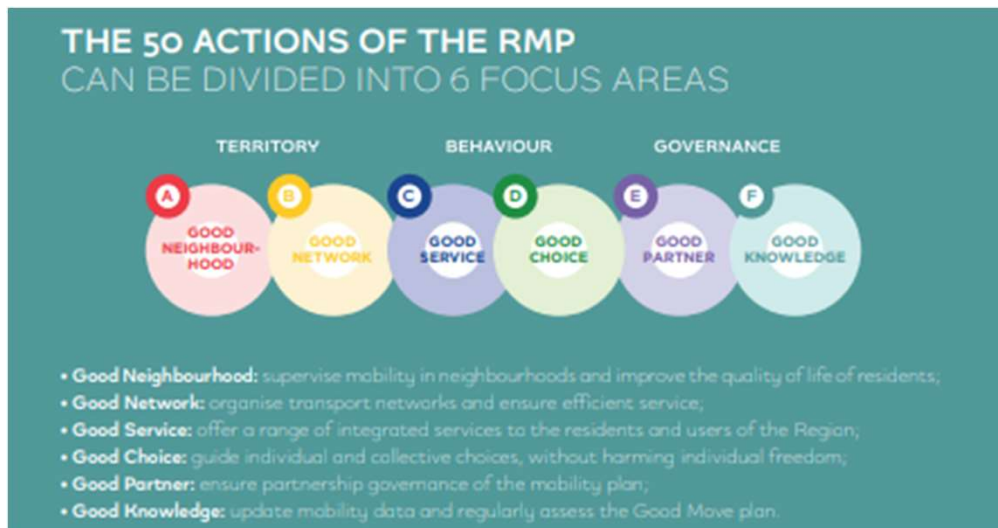 THE 50 ACTIONS OF THE RMP
CAN BE DIVIDED INTO 6 FOCUS AREAS
TERRITORY BEHAVIOUR GOVERNANCE
A B C D E F
GOOD NEIGHBOUR-HOOD
GOOD NETWORK
GOOD SERVICE
GOOD CHOICE
GOOD PARTNER
GOOD KNOWLEDGE
• Good Neighbourhood: supervise mobility in neighbourhoods and improve the quality of life of residents;
• Good Network: organise transport networks and ensure efficient service;
• Good Service: offer a range of integrated services to the residents and users of the Region;
• Good Choice: guide individual and collective choices, without harming individual freedom;
• Good Partner: ensure partnership governance of the mobility plan;
• Good Knowledge: update mobility data and regularly assess the Good Move plan.